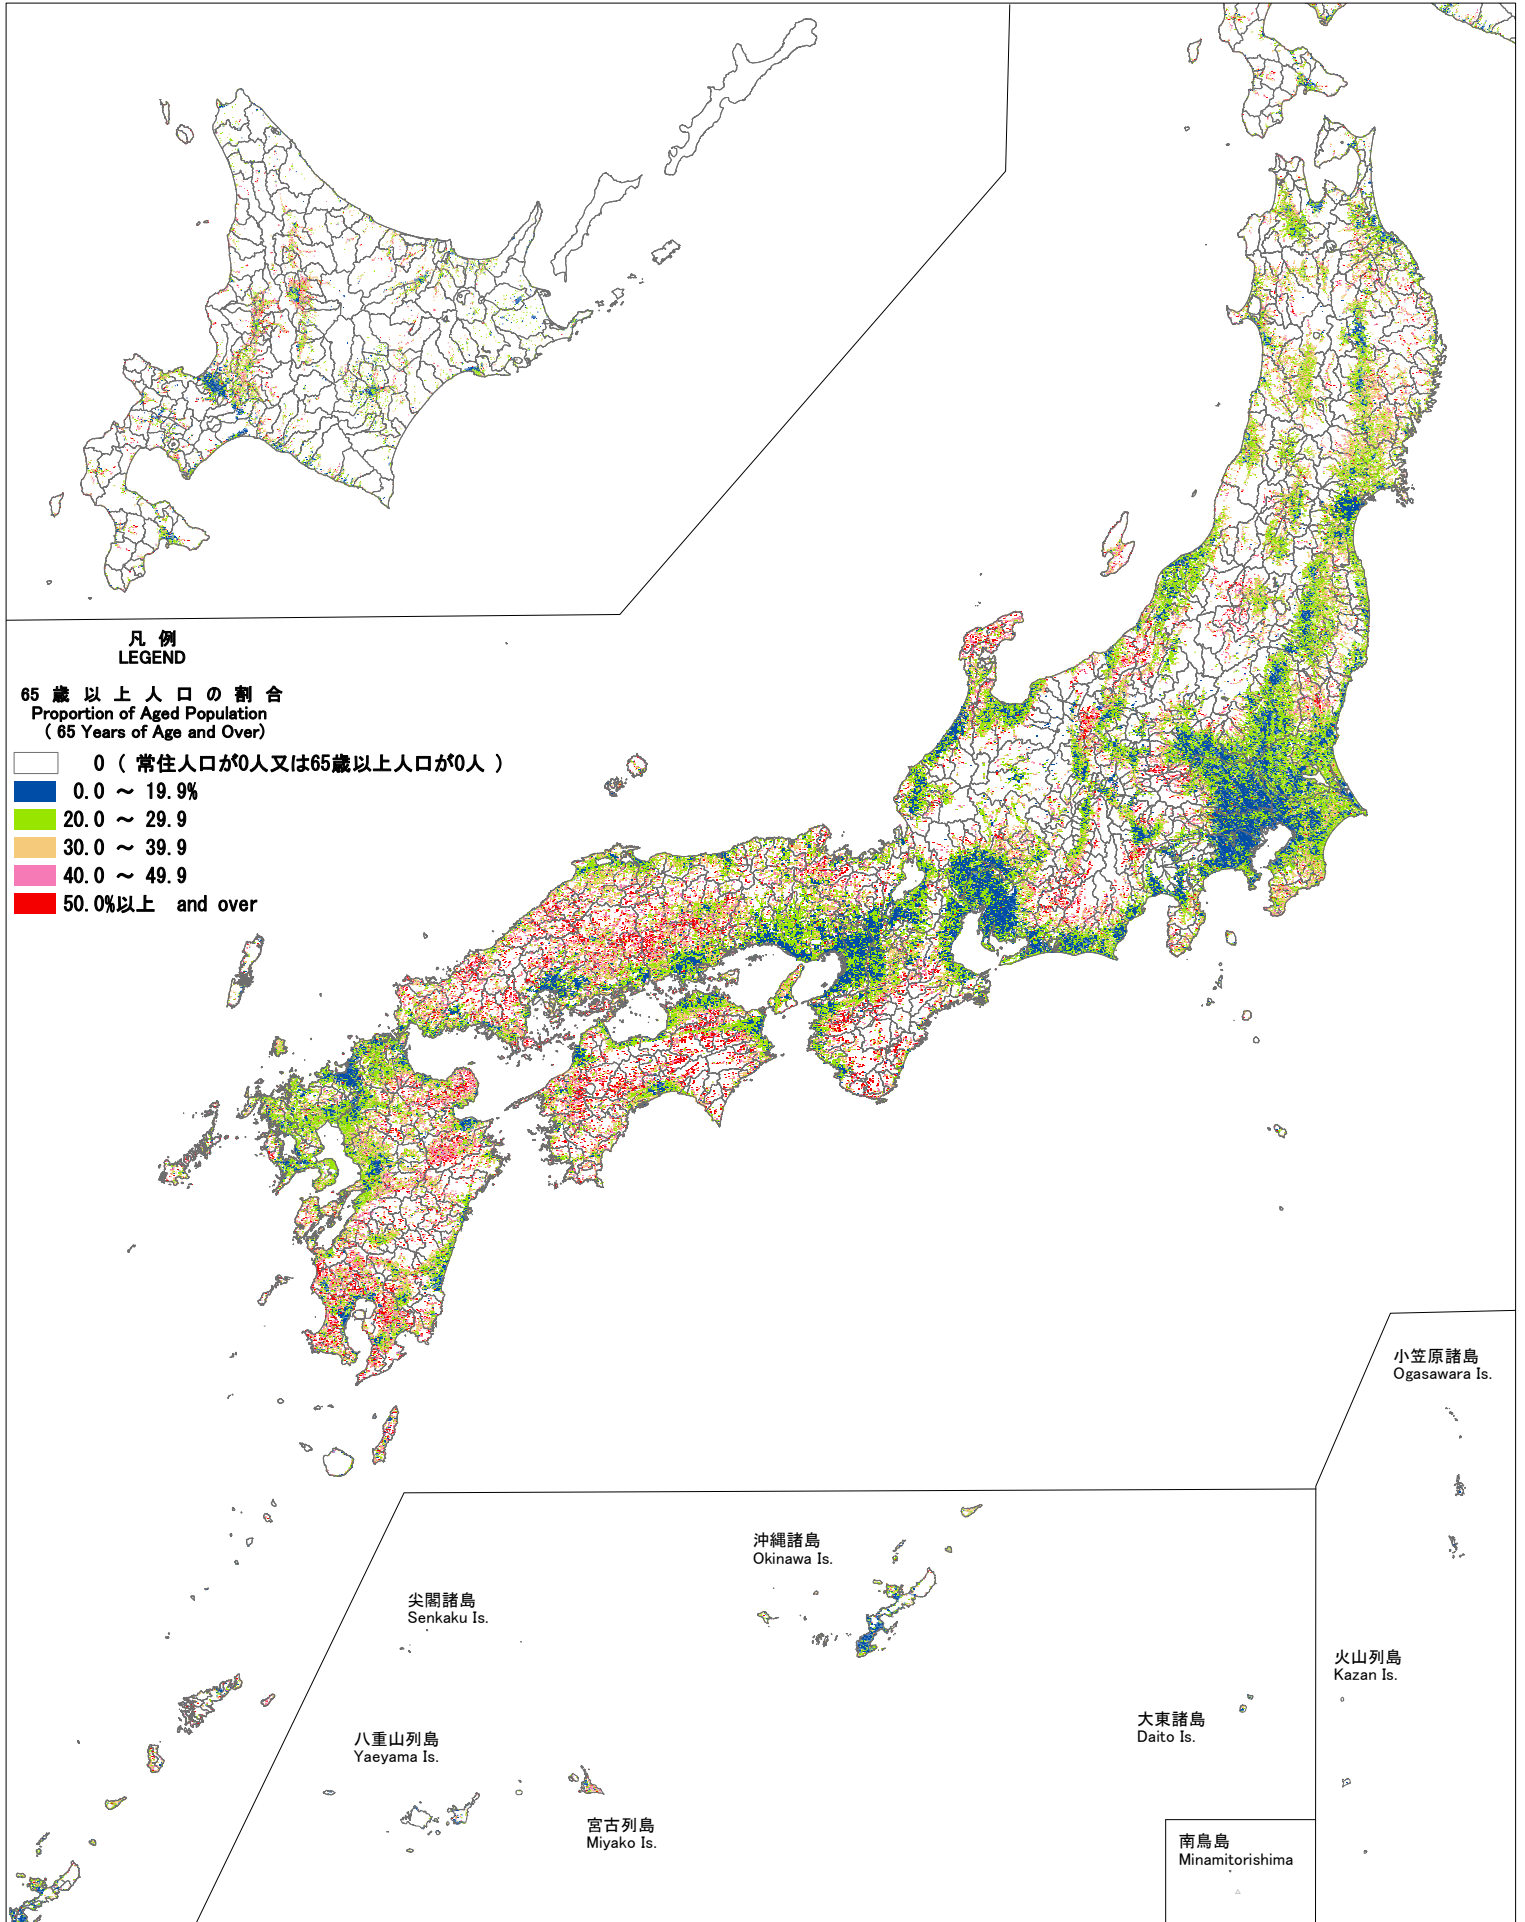 凡 例
LEGEND
65 歳 以 上 人 口 の 割 合
Proportion of Aged Population
( 65 Years of Age and Over)
0 ( 常住人口が0人又は65歳以上人口が0人 )
0.0 ～ 19.9%
20.0 ～ 29.9
30.0 ～ 39.9
40.0 ～ 49.9
50.0%以上 and over
小笠原諸島
Ogasawara Is.
沖縄諸島
Okinawa Is.
尖閣諸島
Senkaku Is.
火山列島
Kazan Is.
大東諸島
Daito Is.
八重山列島
Yaeyama Is.
宮古列島
Miyako Is.
南鳥島
Minamitorishima